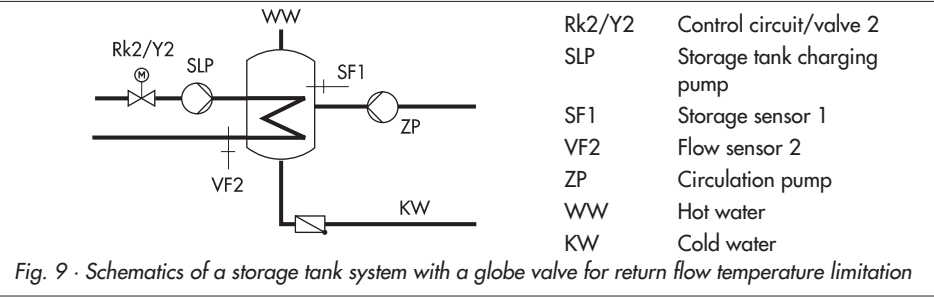 WW
Rk2/Y2
M
SLP
SF1
ZP
VF2
KW
Rk2/Y2 Control circuit/valve 2
SLP Storage tank charging
pump
SF1 Storage sensor 1
VF2 Flow sensor 2
ZP Circulation pump
WW Hot water
KW Cold water
Fig. 9 · Schematics of a storage tank system with a globe valve for return flow temperature limitation